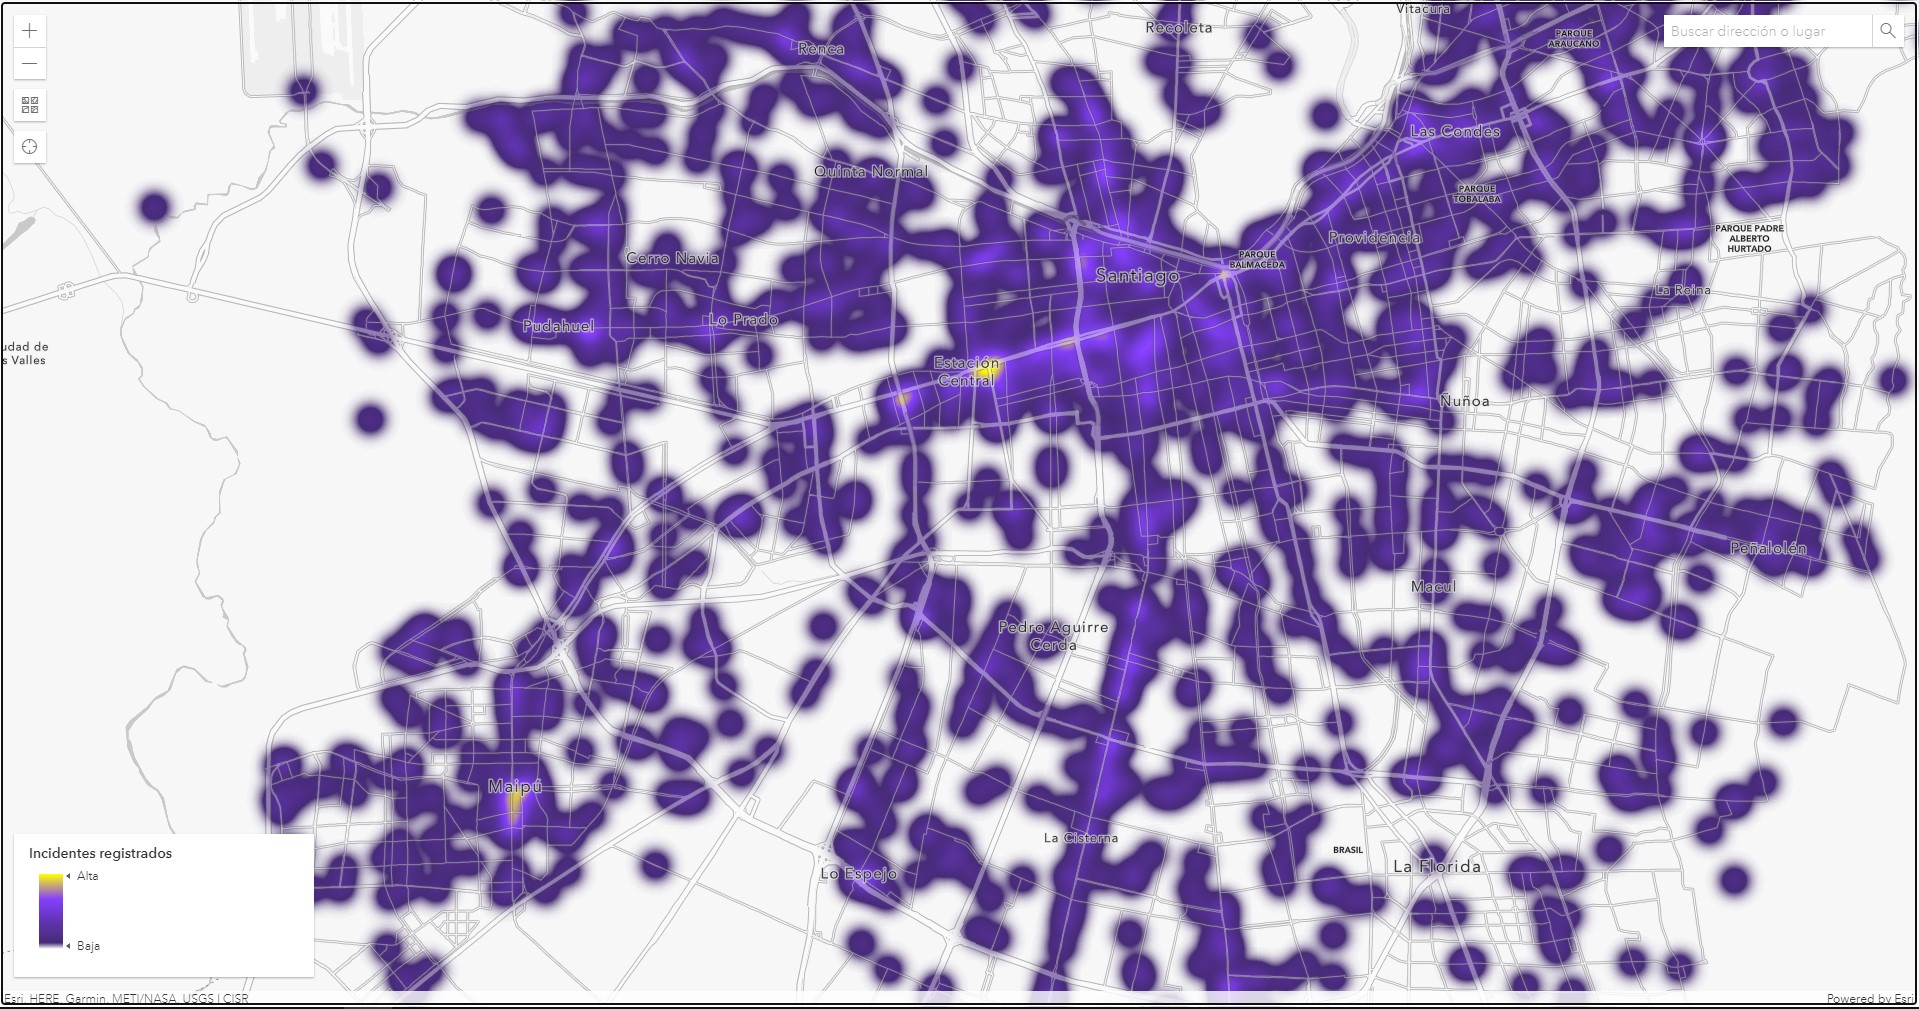 Vitacura
Recoleta
Buscar dirección o lugar
PARQUE
ARAUCANO
Renca
Las Condes
Quinta Normal
PARQUE
TOBALABA
PARQUE PADRE
ALBERTO
HURTADO
Providencia
PARQUE
BALMACEDA
Cerro Navia
Santiago
La Reina
Pudahuel
Lo Prado
udad de
s Valles
Estación
Central
Ñuñoa
Peñalolén
Macul
Pedro Aguirre
Cerda
Maipú
La Cisterna
BRASIL
La Florida
Lo Espejo
Incidentes registrados
Alta
Baja
Esri, HERE, Garmin, METI/NASA, USGS | CISR
Powered by Esri